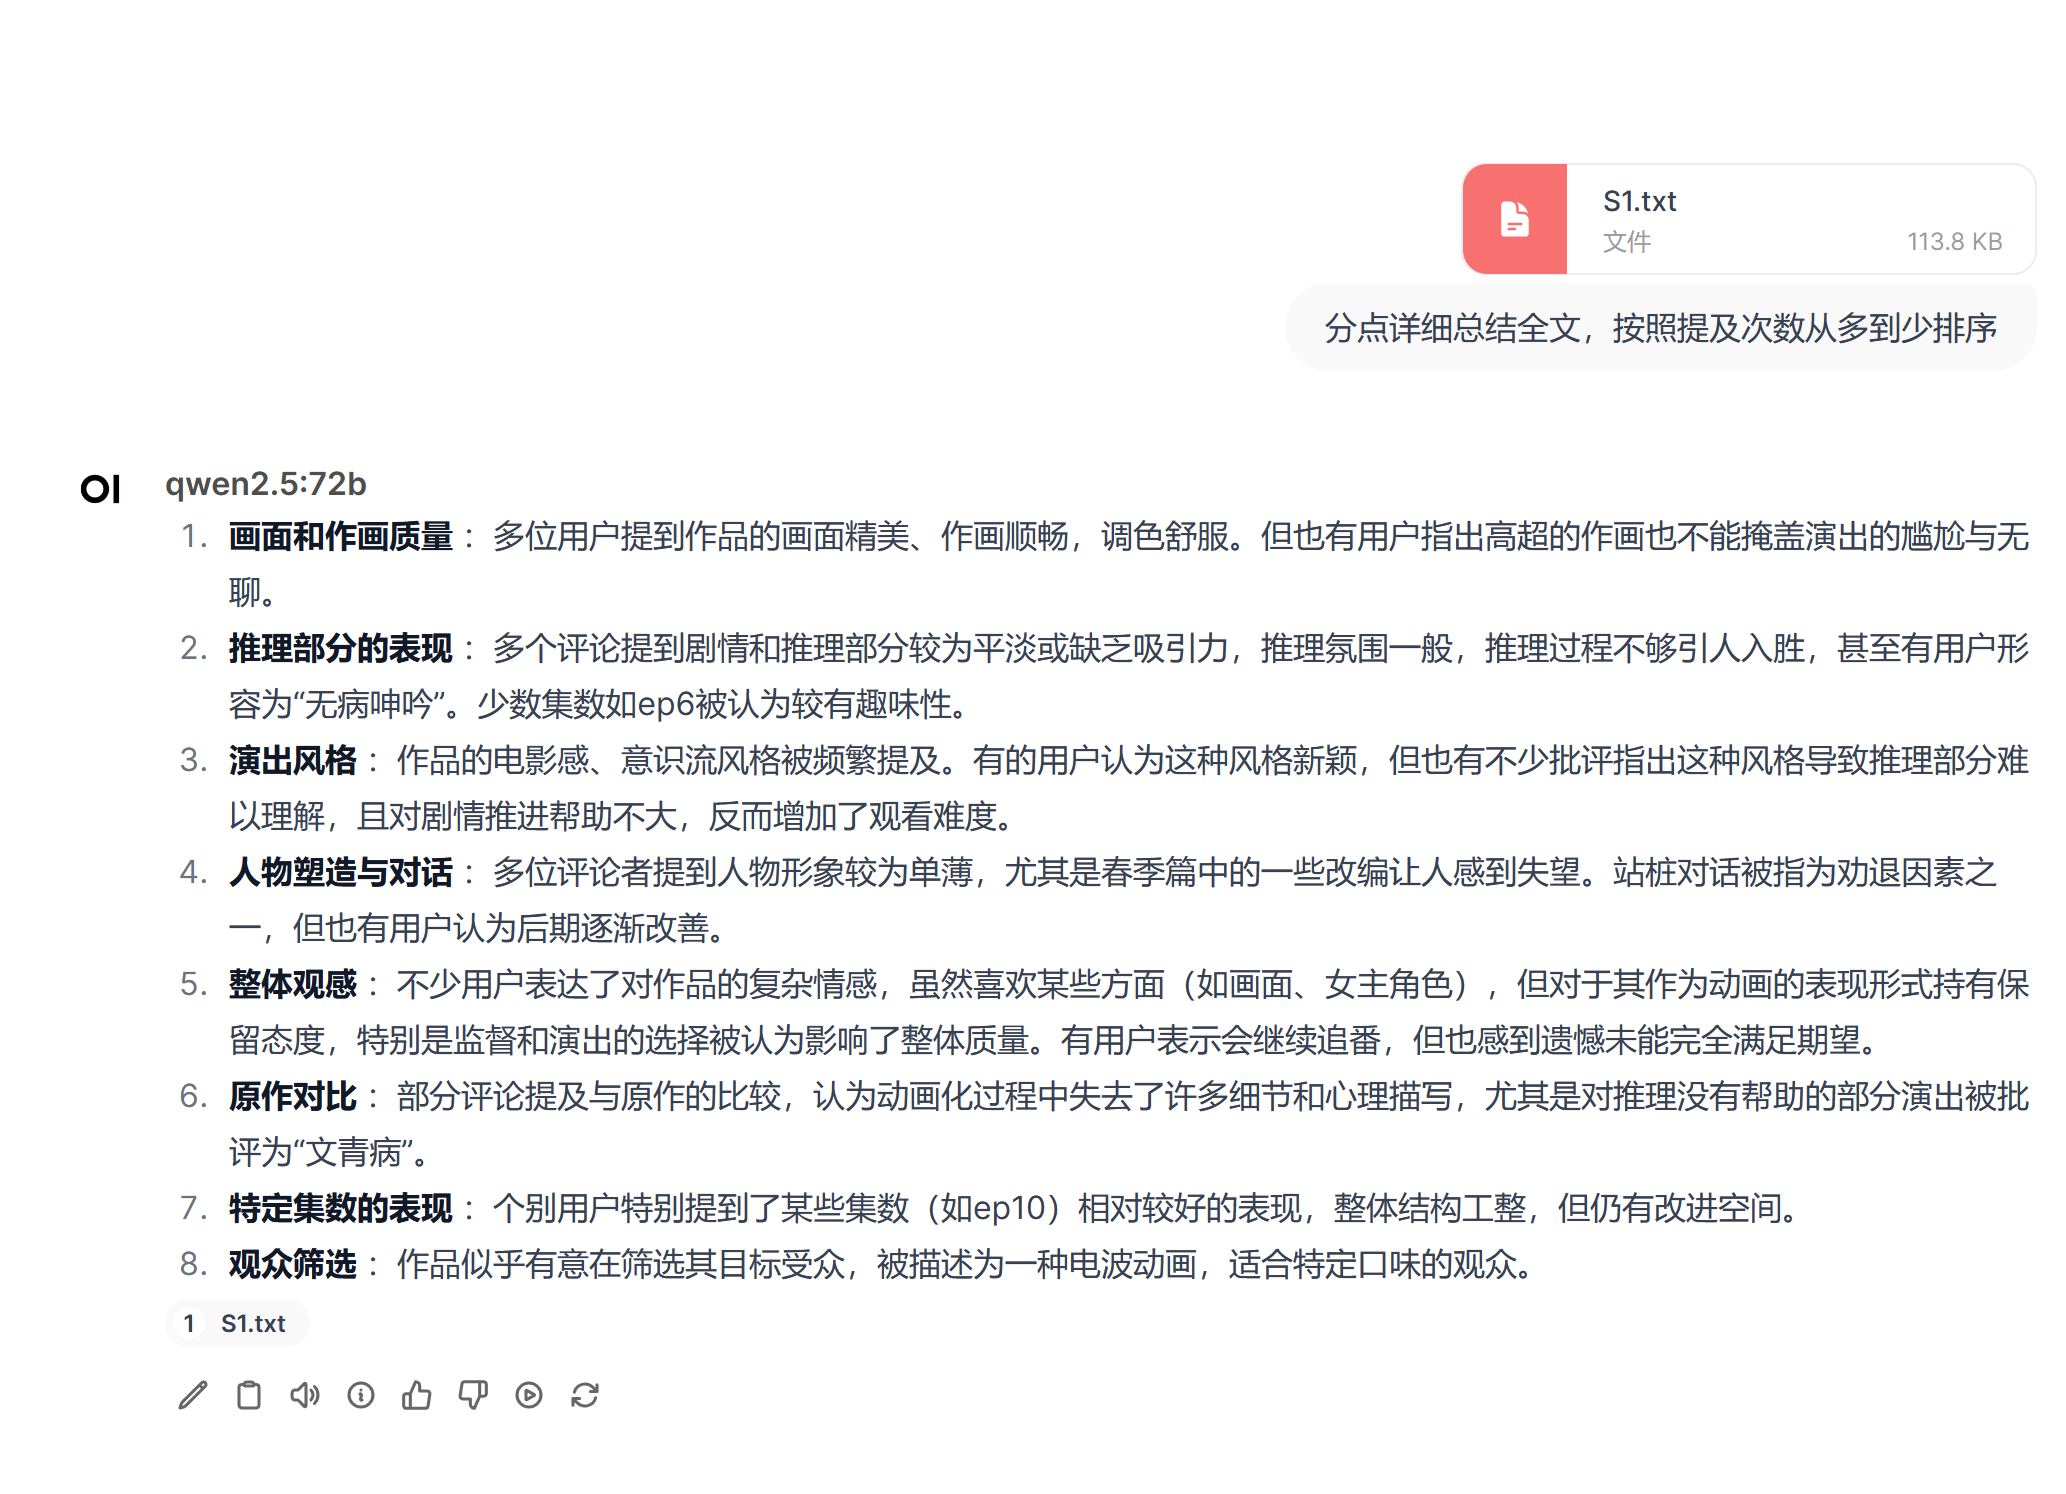 S1.txt
文件 113.8 KB
分点详细总结全文，按照提及次数从多到少排序
OI qwen2.5:72b
1. 画面和作画质量：多位用户提到作品的画面精美、作画顺畅，调色舒服。但也有用户指出高超的作画也不能掩盖演出的尴尬与无
聊。
2. 推理部分的表现：多个评论提到剧情和推理部分较为平淡或缺乏吸引力，推理氛围一般，推理过程不够引人入胜，甚至有用户形
容为“无病呻吟”。少数集数如ep6被认为较有趣味性。
3. 演出风格：作品的电影感、意识流风格被频繁提及。有的用户认为这种风格新颖，但也有不少批评指出这种风格导致推理部分难
以理解，且对剧情推进帮助不大，反而增加了观看难度。
4. 人物塑造与对话：多位评论者提到人物形象较为单薄，尤其是春季篇中的一些改编让人感到失望。站桩对话被指为劝退因素之
一，但也有用户认为后期逐渐改善。
5. 整体观感：不少用户表达了对作品的复杂情感，虽然喜欢某些方面（如画面、女主角色），但对于其作为动画的表现形式持有保
留态度，特别是监督和演出的选择被认为影响了整体质量。有用户表示会继续追番，但也感到遗憾未能完全满足期望。
6. 原作对比：部分评论提及与原作的比较，认为动画化过程中失去了许多细节和心理描写，尤其是对推理没有帮助的部分演出被批
评为“文青病”。
7. 特定集数的表现：个别用户特别提到了某些集数（如ep10）相对较好的表现，整体结构工整，但仍有改进空间。
8. 观众筛选：作品似乎有意在筛选其目标受众，被描述为一种电波动画，适合特定口味的观众。
1 S1.txt